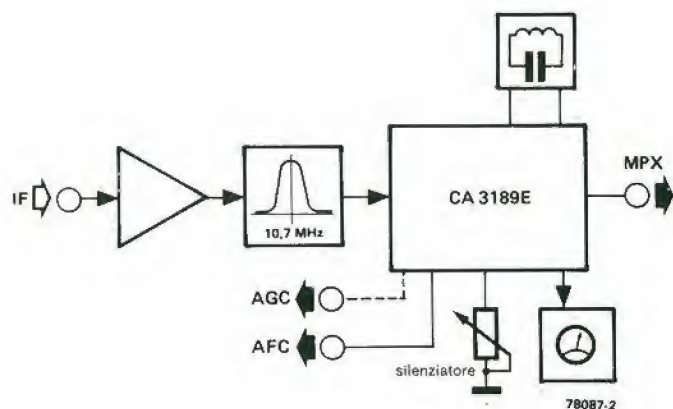 MPX
CA 3189E
IF
10,7 MHz
AGC
AFC
silenziatore
78087-2